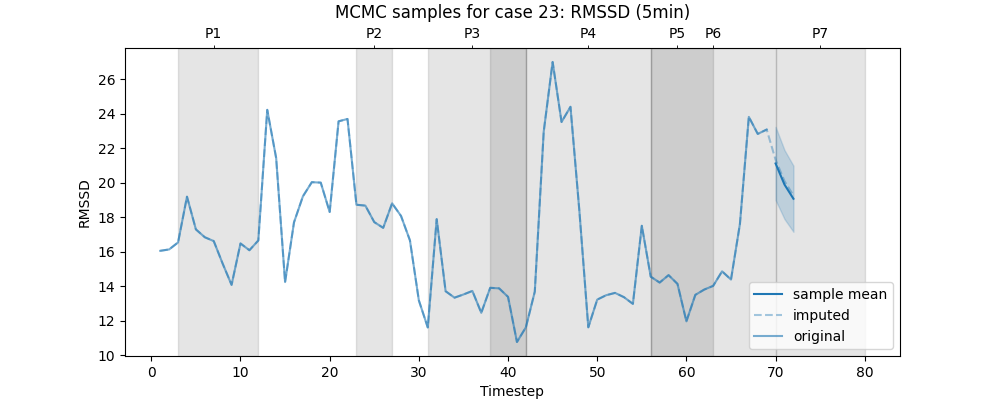 MCMC samples for case 23: RMSSD (5min)
P1 P2 P3 P4 P5 P6 P7
26
24
22
20
18
16
14
12
10
RMSSD
sample mean
imputed
original
0 10 20 30 40 50 60 70 80
Timestep